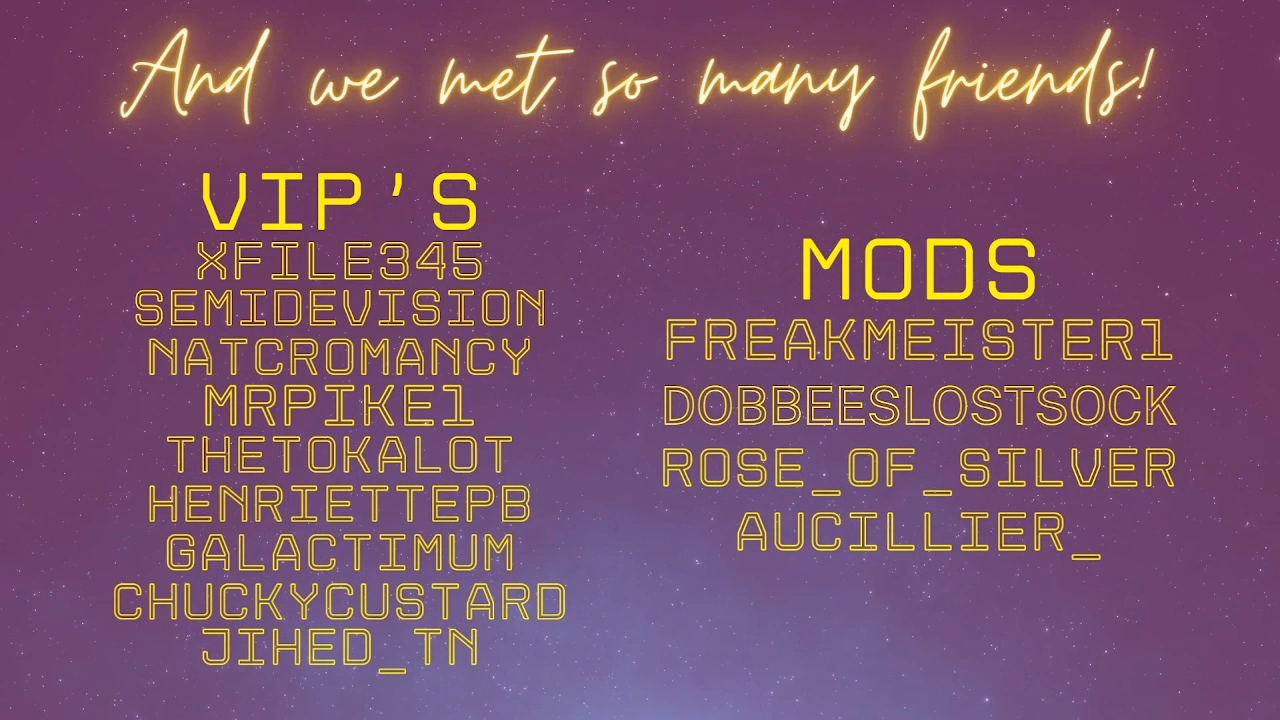 And we met so many friends!
VIP'S
XFILE345
SEMIDEVISION
NATCROMANCY
MRPIKE1
THETOKALOT
HENRIETTEPB
GALACTIMUM
CHUCKYCUSTARD
JIHED_TN
MODS
FREAKMEISTER1
DOBBEESLOSTSOCK
ROSE_OF_SILVER
AUCILLIER_